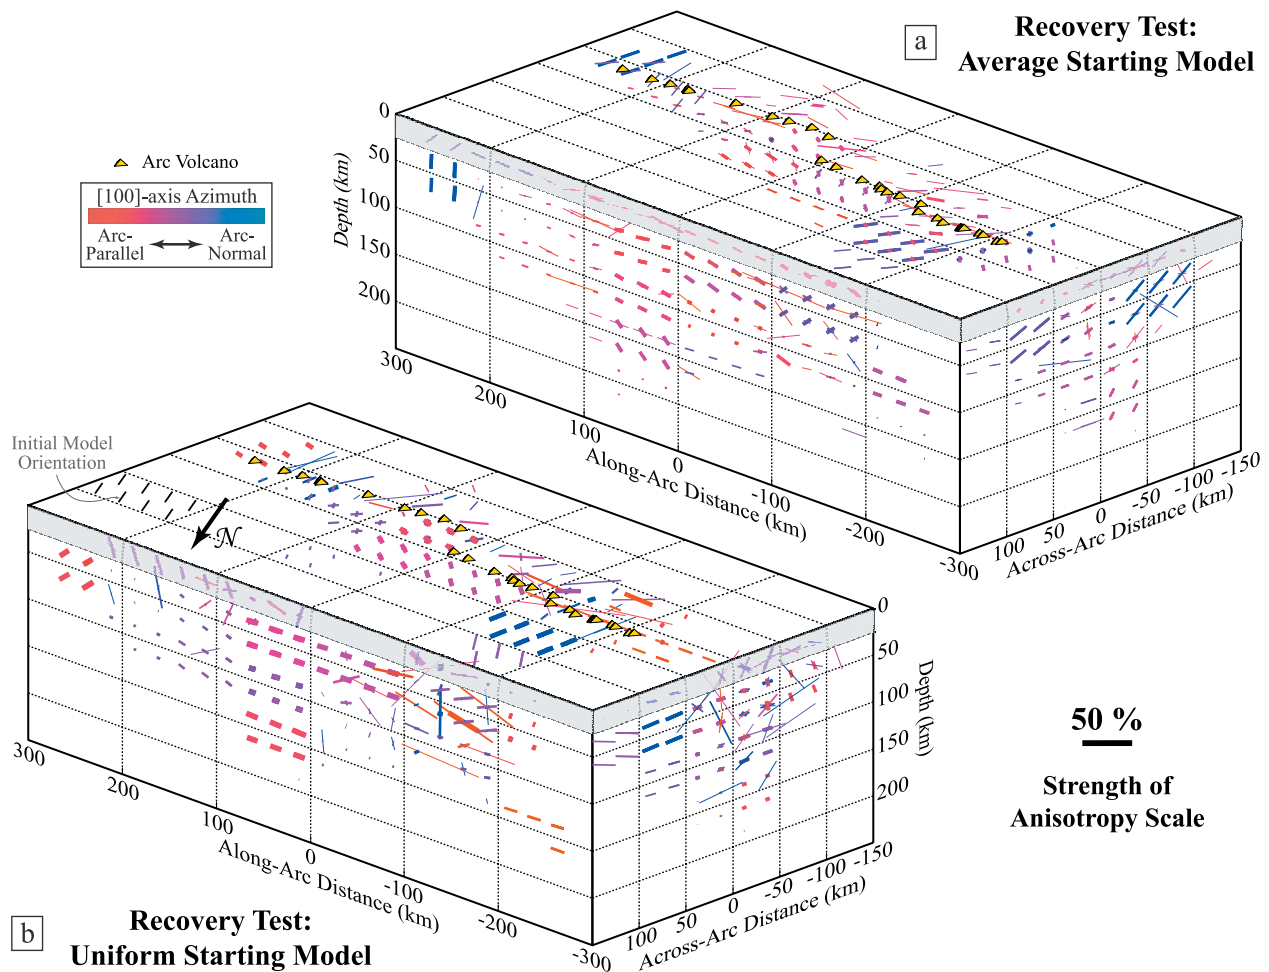 a
Recovery Test:
Average Starting Model
0
50
100
150
200
Depth (km)
Arc Volcano
[100]-axis Azimuth
Arc-
Parallel
Arc-
Normal
300
200
100
0
-100
-200
-300
Along-Arc Distance (km)
100
50
0
-50
-100
-150
Across-Arc Distance (km)
Initial Model
Orientation
N
0
50
100
150
200
Depth (km)
300
200
100
0
-100
-200
-300
Along-Arc Distance (km)
100
50
0
-50
-100
-150
Across-Arc Distance (km)
50 %
Strength of
Anisotropy Scale
b
Recovery Test:
Uniform Starting Model